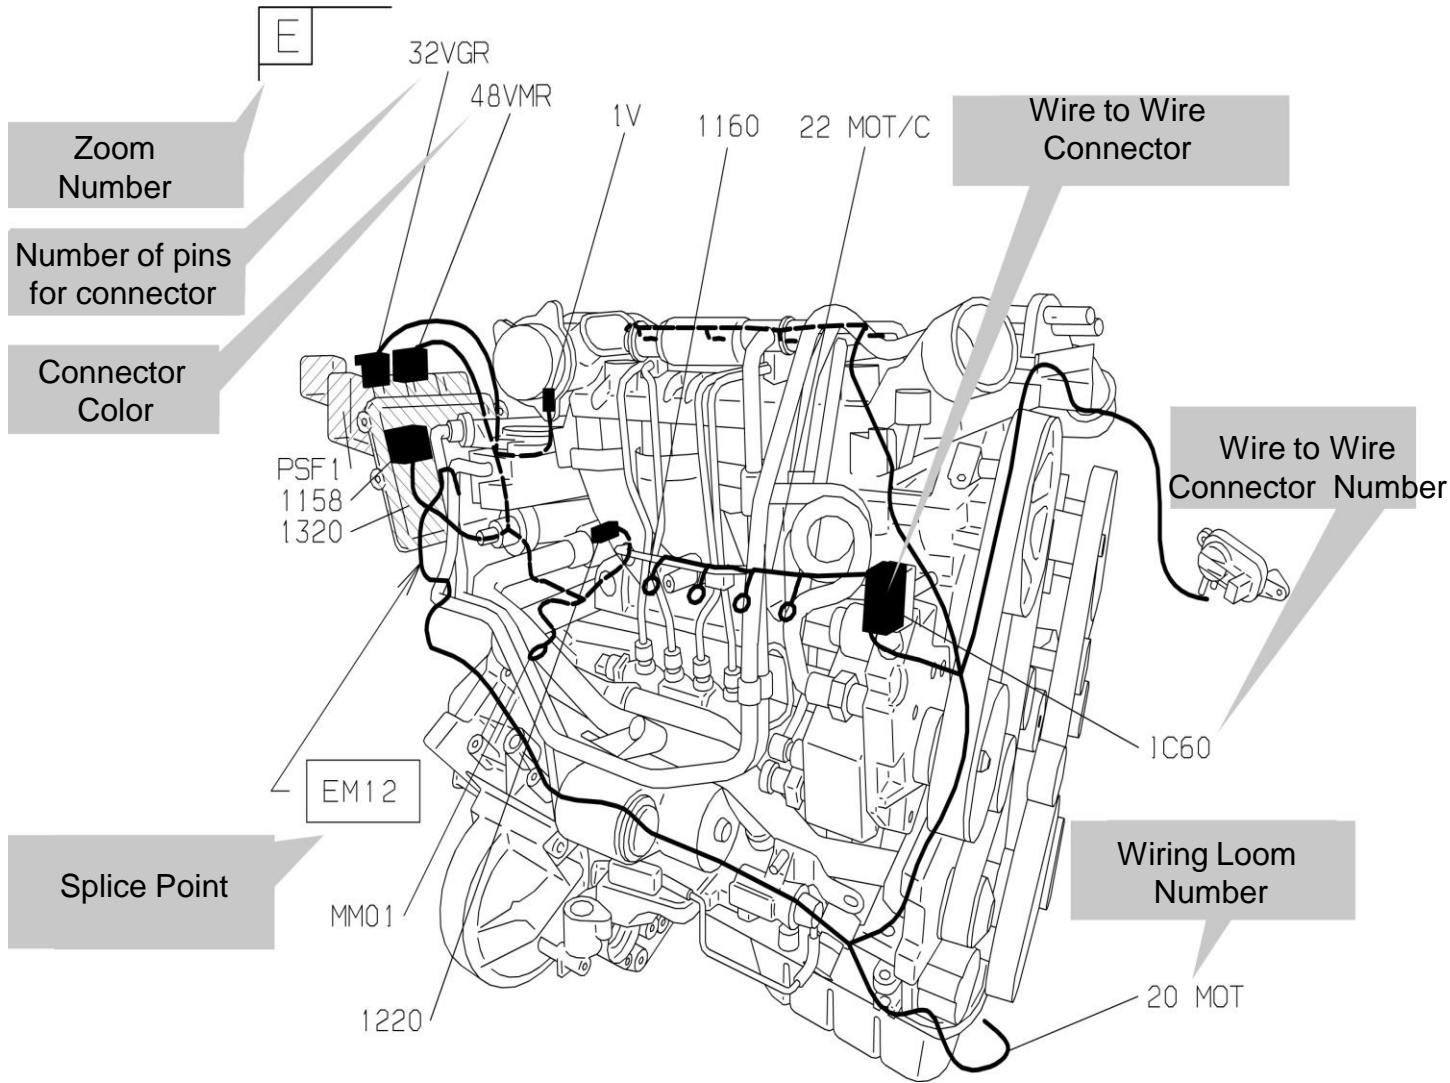 E
32VGR
48VMR
1V
1160
22 MOT/C
Wire to Wire
Connector
Zoom
Number
Number of pins
for connector
Connector
Color
Wire to Wire
Connector Number
PSF1
1158
1320
1C60
EM12
Splice Point
Wiring Loom
Number
MM01
1220
20 MOT